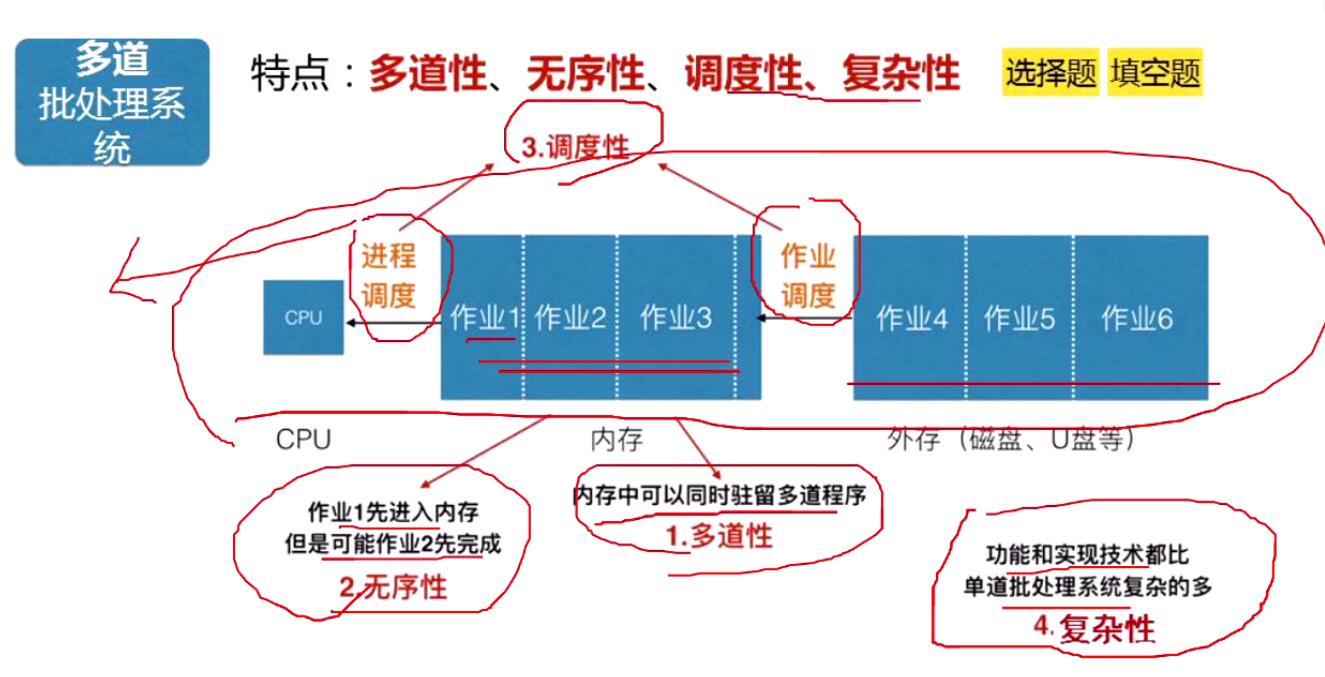 多道
批处理系
统
特点：多道性、无序性、调度性、复杂性
选择题 填空题
3.调度性
进程
调度
作业
调度
CPU
作业1
作业2
作业3
作业4
作业5
作业6
CPU
内存
外存（磁盘、U盘等）
作业1先进入内存
但是可能作业2先完成
2.无序性
内存中可以同时驻留多道程序
1.多道性
功能和实现技术都比
单道批处理系统复杂的多
4.复杂性